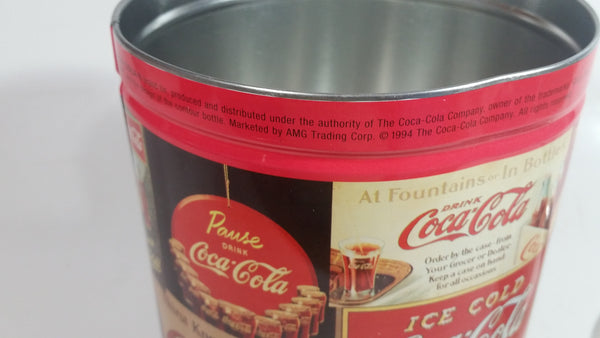 produced and distributed under the authority of The Coca-Cola Company, owner of the trademarks
of the contour bottle. Marketed by AMG Trading Corp. © 1994 The Coca-Cola Company. All rights
Pause
DRINK
Coca-Cola
At Fountains or In Bottles
DRINK
Coca-Cola
Order by the case-from
Your Grocer or Dealer
Keep a case on hand
for all occasions
ICE COLD
Coca-Cola